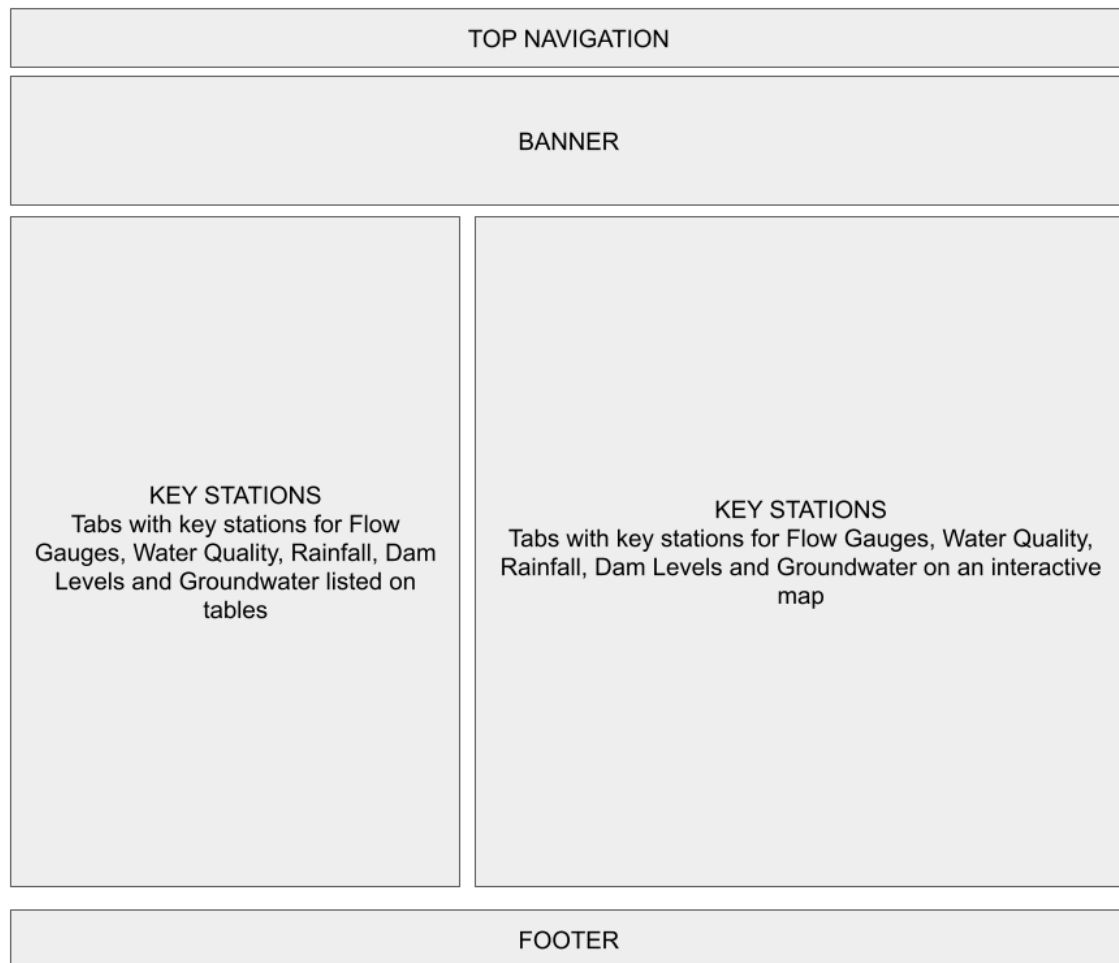 TOP NAVIGATION
BANNER
KEY STATIONS
Tabs with key stations for Flow
Gauges, Water Quality, Rainfall, Dam
Levels and Groundwater listed on
tables
KEY STATIONS
Tabs with key stations for Flow Gauges, Water Quality,
Rainfall, Dam Levels and Groundwater on an interactive
map
FOOTER